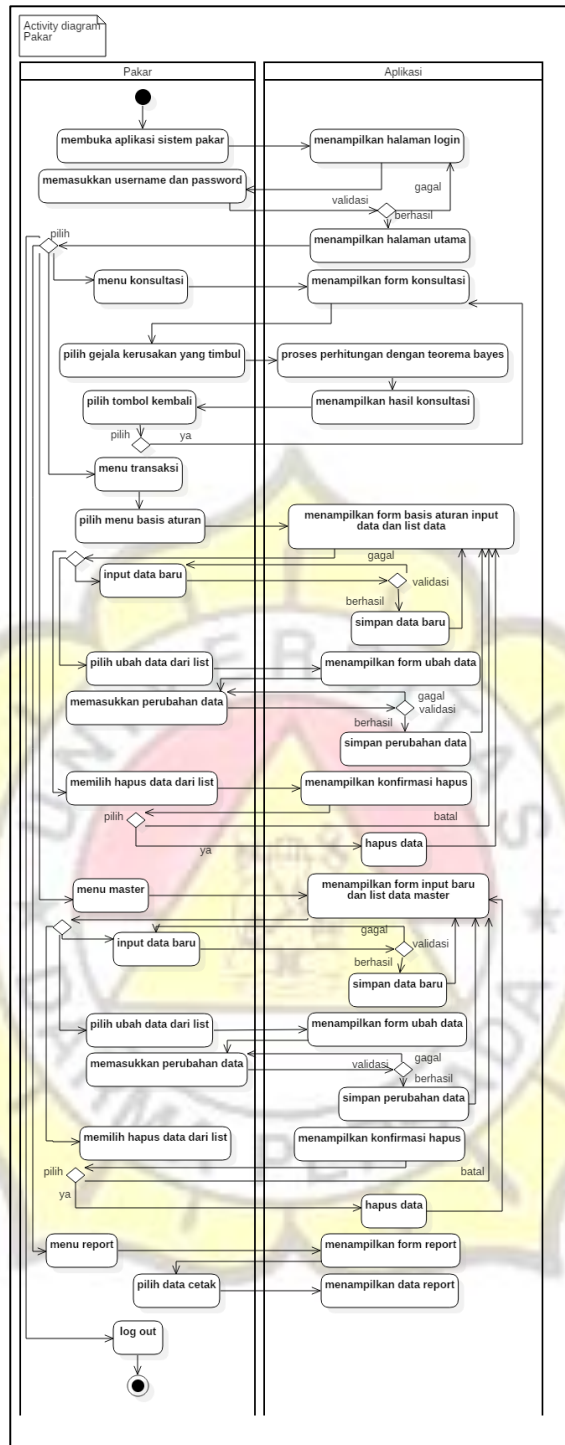 Activity diagram
Pakar
Pakar
Aplikasi
membuka aplikasi sistem pakar
menampilkan halaman login
memasukkan username dan password
gagal
validasi
berhasil
pilih
menampilkan halaman utama
menu konsultasi
menampilkan form konsultasi
pilih gejala kerusakan yang timbul
proses perhitungan dengan teorema bayes
pilih tombol kembali
menampilkan hasil konsultasi
pilih
ya
menu transaksi
pilih menu basis aturan
menampilkan form basis aturan input
data dan list data
gagal
input data baru
validasi
berhasil
simpan data baru
pilih ubah data dari list
menampilkan form ubah data
memasukkan perubahan data
gagal
validasi
berhasil
simpan perubahan data
memilih hapus data dari list
menampilkan konfirmasi hapus
pilih
batal
ya
hapus data
menu master
menampilkan form input baru
dan list data master
gagal
input data baru
validasi
berhasil
simpan data baru
pilih ubah data dari list
menampilkan form ubah data
memasukkan perubahan data
validasi
gagal
berhasil
simpan perubahan data
memilih hapus data dari list
menampilkan konfirmasi hapus
pilih
batal
ya
hapus data
menu report
menampilkan form report
pilih data cetak
menampilkan data report
log out
UNIVERSITAS
DARMA PERSADA